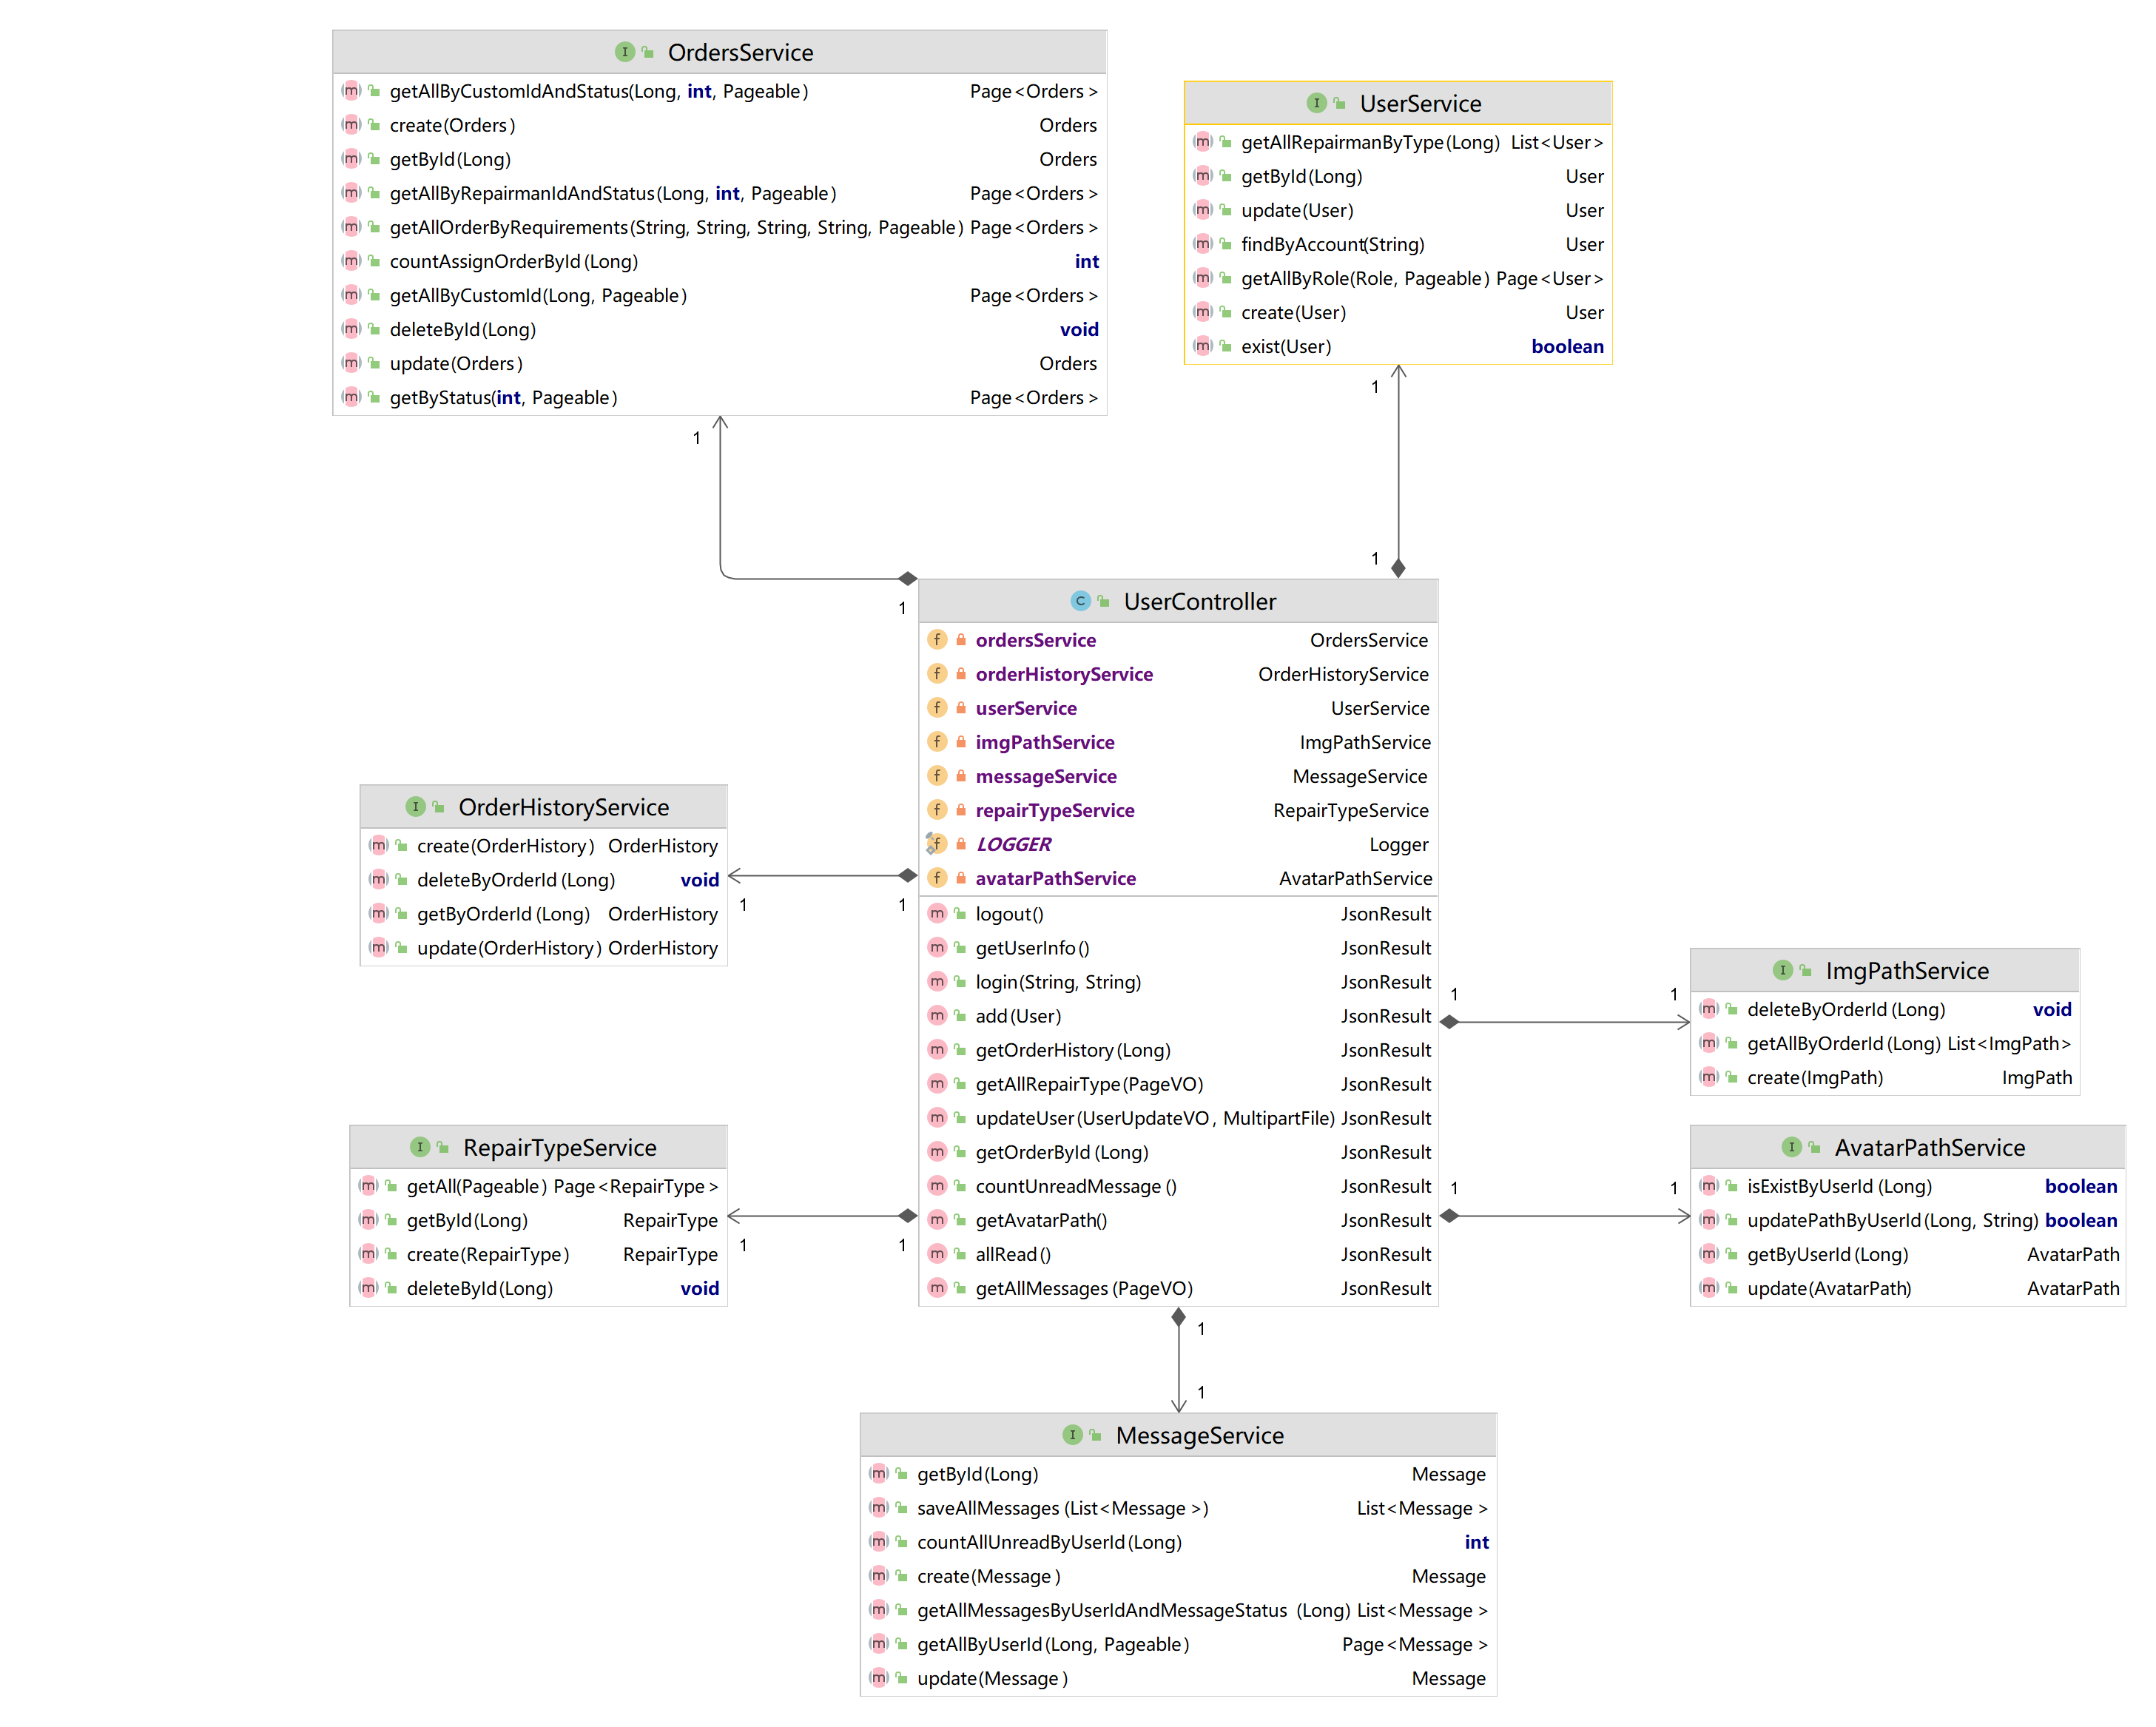 OrdersService
getAllByCustomIdAndStatus(Long, int, Pageable) Page<Orders>
create(Orders) Orders
getById(Long) Orders
getAllByRepairmanIdAndStatus(Long, int, Pageable) Page<Orders>
getAllOrderByRequirements(String, String, String, String, Pageable) Page<Orders>
countAssignOrderById(Long) int
getAllByCustomId(Long, Pageable) Page<Orders>
deleteById(Long) void
update(Orders) Orders
getByStatus(int, Pageable) Page<Orders>
UserService
getAllRepairmanByType(Long) List<User>
getById(Long) User
update(User) User
findByAccount(String) User
getAllByRole(Role, Pageable) Page<User>
create(User) User
exist(User) boolean
1
1
1
1
UserController
ordersService OrdersService
orderHistoryService OrderHistoryService
userService UserService
imgPathService ImgPathService
messageService MessageService
repairTypeService RepairTypeService
LOGGER Logger
avatarPathService AvatarPathService
logout() JsonResult
getUserInfo() JsonResult
login(String, String) JsonResult
add(User) JsonResult
getOrderHistory(Long) JsonResult
getAllRepairType(PageVO) JsonResult
updateUser(UserUpdateVO, MultipartFile) JsonResult
getOrderById(Long) JsonResult
countUnreadMessage() JsonResult
getAvatarPath() JsonResult
allRead() JsonResult
getAllMessages(PageVO) JsonResult
OrderHistoryService
create(OrderHistory) OrderHistory
deleteByOrderId(Long) void
getByOrderId(Long) OrderHistory
update(OrderHistory) OrderHistory
1 1
ImgPathService
deleteByOrderId(Long) void
getAllByOrderId(Long) List<ImgPath>
create(ImgPath) ImgPath
1 1
RepairTypeService
getAll(Pageable) Page<RepairType>
getById(Long) RepairType
create(RepairType) RepairType
deleteById(Long) void
1 1
AvatarPathService
isExistByUserId(Long) boolean
updatePathByUserId(Long, String) boolean
getByUserId(Long) AvatarPath
update(AvatarPath) AvatarPath
1 1
1
1
MessageService
getById(Long) Message
saveAllMessages(List<Message>) List<Message>
countAllUnreadByUserId(Long) int
create(Message) Message
getAllMessagesByUserIdAndMessageStatus(Long) List<Message>
getAllByUserId(Long, Pageable) Page<Message>
update(Message) Message